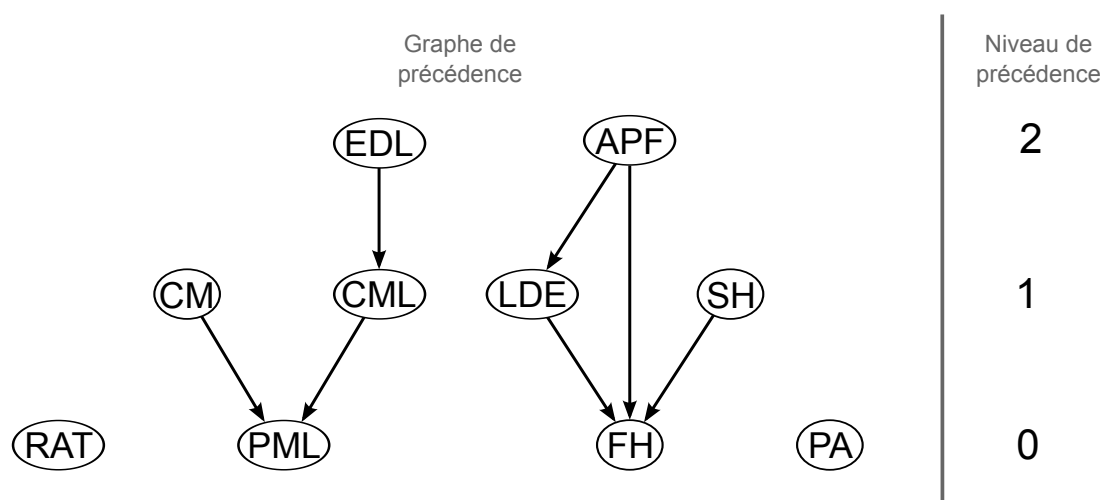 Graphe de
précédence
Niveau de
précédence
EDL
APF
2
CM
CML
LDE
SH
1
RAT
PML
FH
PA
0